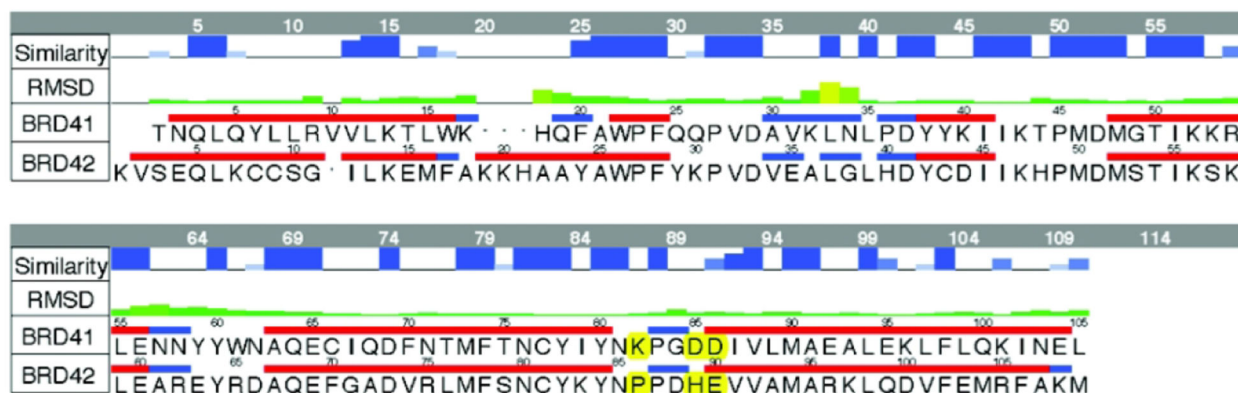 5 10 15 20 25 30 35 40 45 50 55
Similarity
RMSD
5 10 15 20 25 30 35 40 45 50
BRD41 TNQLQYLLRVVLKTLWK···HQFAWPFQQPVDAVKLNLPDYYKIIKTPMDMGTIKKR
5 10 15 20 25 30 35 40 45 50 55
BRD42 KVSEQLKCCSG·ILKEMFAKKHAAYAWPFYKPVDVEALGLHDYCDIIKHPMDMSTIKSK
64 69 74 79 84 89 94 99 104 109 114
Similarity
RMSD
55 60 65 70 75 80 85 90 95 100 105
BRD41 LENNYYWNAQECIQDFNTMFTNCYIYNKPGDDIVLMAEALEKLFLQKINEL
60 65 70 75 80 85 90 95 100 105
BRD42 LEAREYRDAQEFGADVRLMFSNCYKYNPPDHEVVAMARKLQDVFEMRFAKM